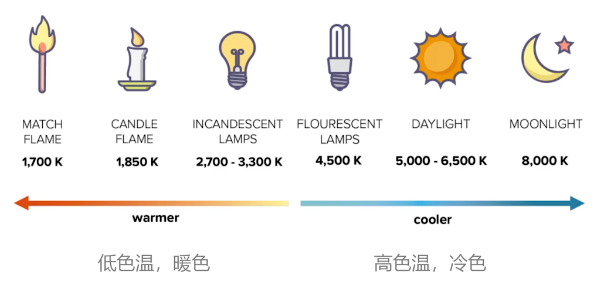 MATCH
FLAME
1,700 K
CANDLE
FLAME
1,850 K
INCANDESCENT
LAMPS
2,700 - 3,300 K
FLOURESCENT
LAMPS
4,500 K
DAYLIGHT
5,000 - 6,500 K
MOONLIGHT
8,000 K
warmer
cooler
低色温，暖色
高色温，冷色